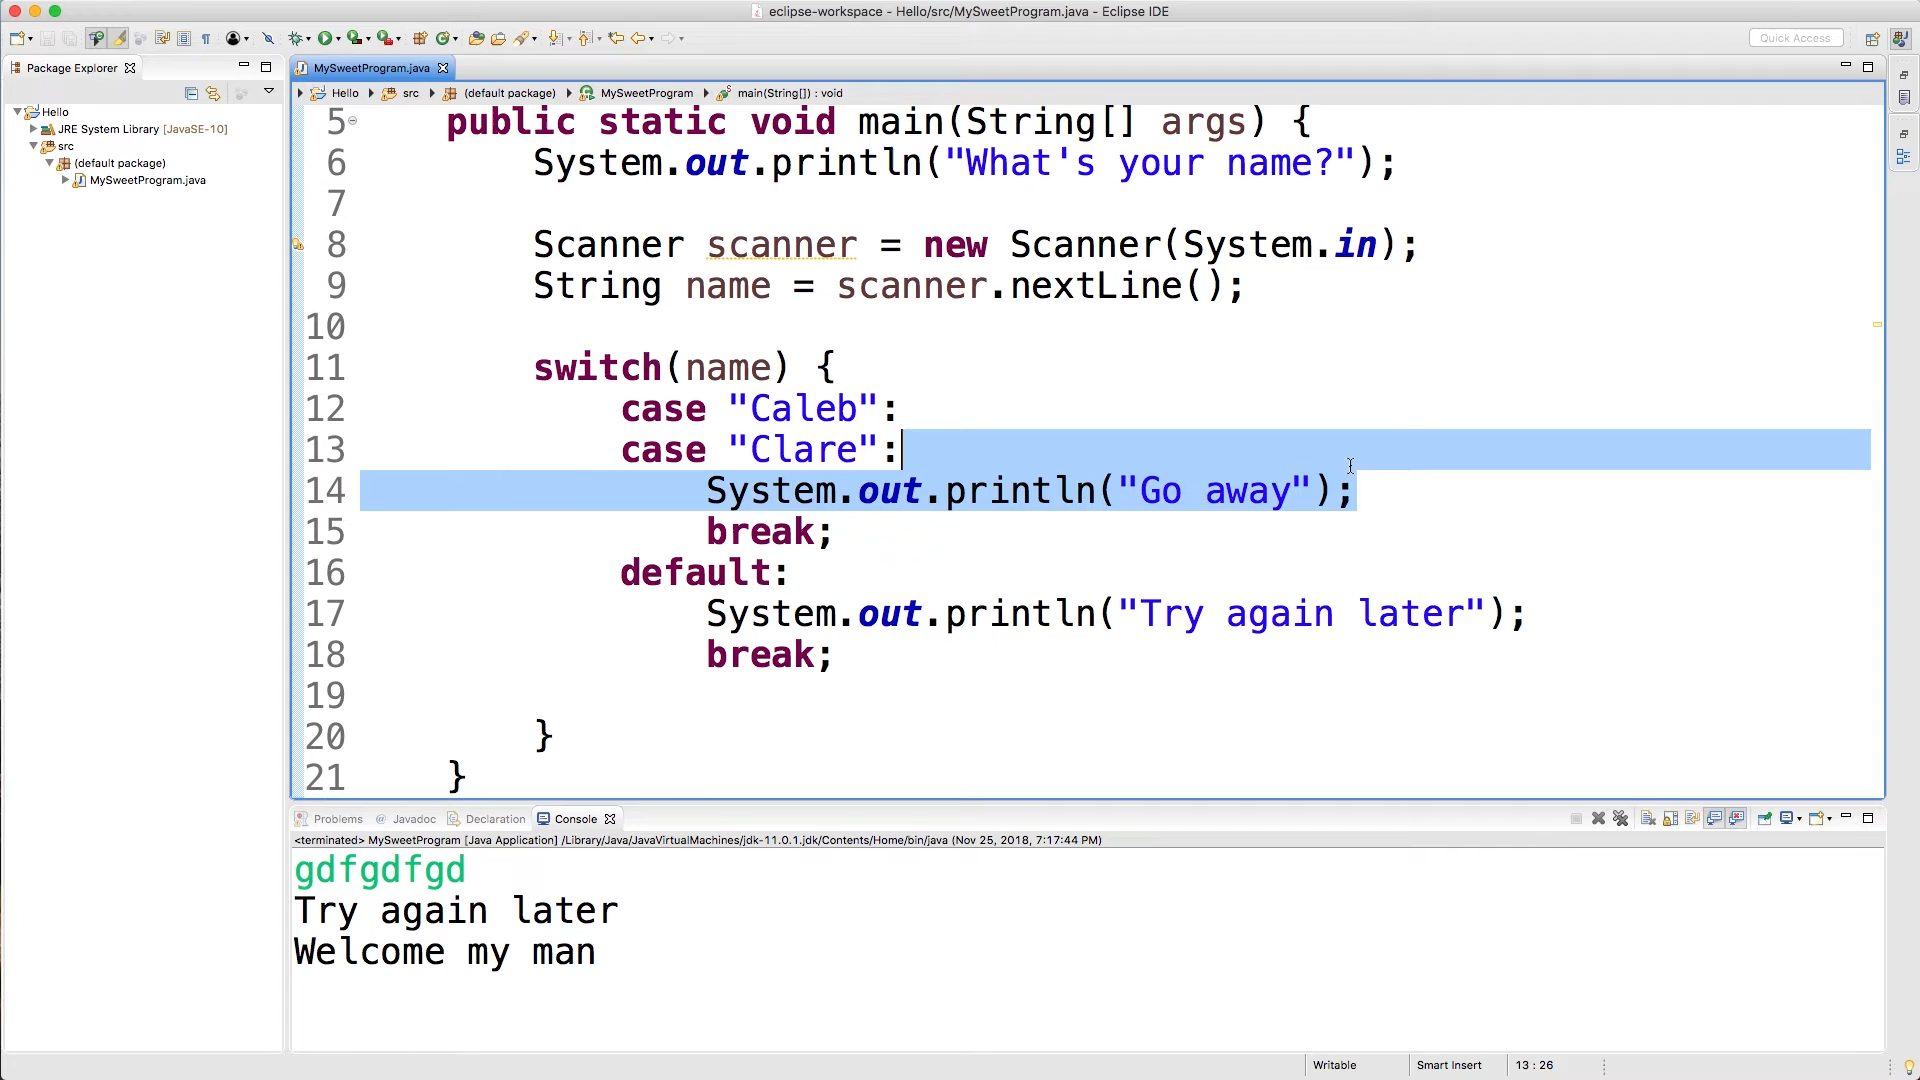 eclipse-workspace - Hello/src/MySweetProgram.java - Eclipse IDE
Quick Access
Package Explorer
MySweetProgram.java
Hello
src
(default package)
MySweetProgram
main(String[]) : void
Hello
JRE System Library [JavaSE-10]
src
(default package)
MySweetProgram.java
5 public static void main(String[] args) {
6 System.out.println("What's your name?");
7
8 Scanner scanner = new Scanner(System.in);
9 String name = scanner.nextLine();
10
11 switch(name) {
12 case "Caleb":
13 case "Clare":
14 System.out.println("Go away");
15 break;
16 default:
17 System.out.println("Try again later");
18 break;
19
20 }
21 }
Problems @ Javadoc Declaration Console
<terminated> MySweetProgram [Java Application] /Library/Java/JavaVirtualMachines/jdk-11.0.1.jdk/Contents/Home/bin/java (Nov 25, 2018, 7:17:44 PM)
gdfgdfgd
Try again later
Welcome my man
Writable
Smart Insert
13 : 26